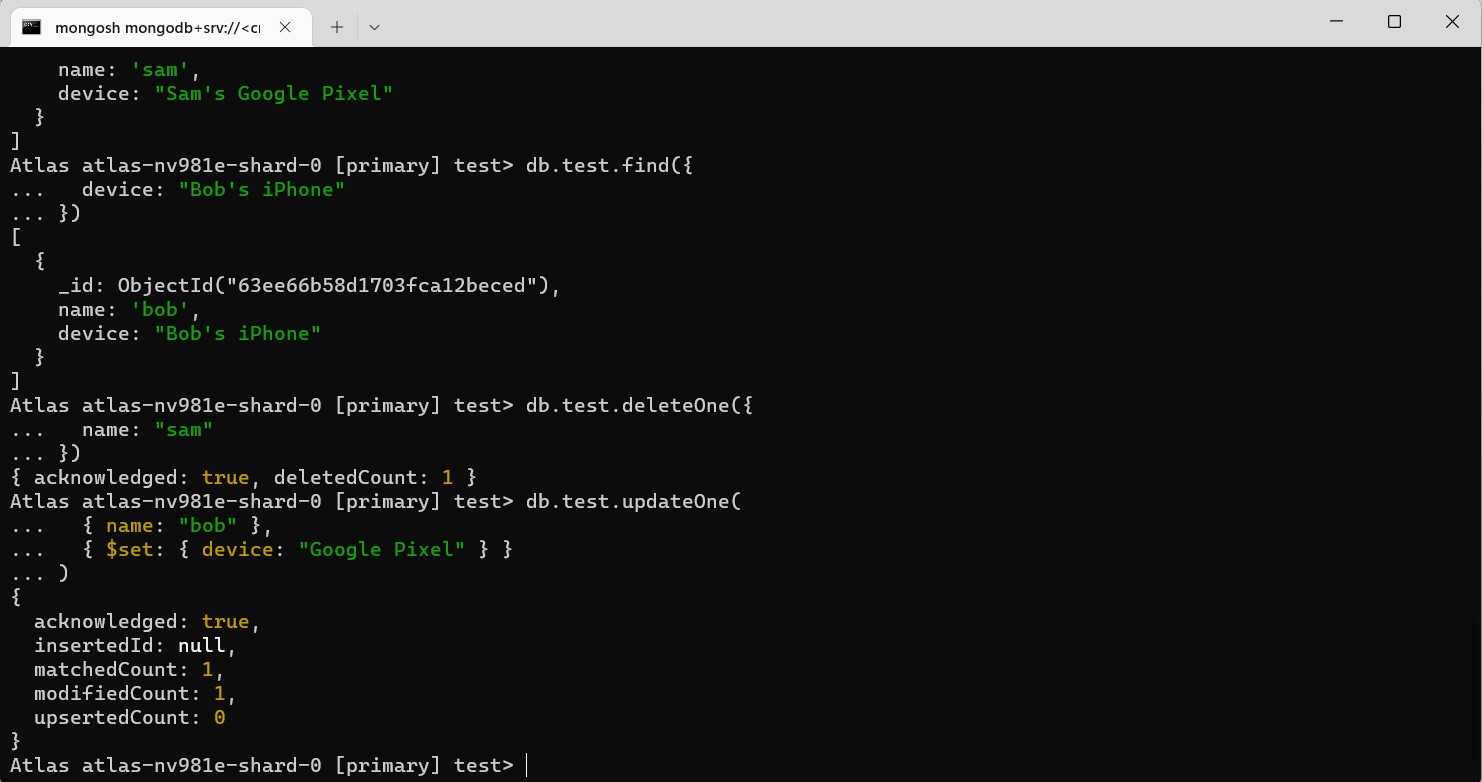 mongosh mongodb+srv://<cr
name: 'sam',
device: "Sam's Google Pixel"
}
]
Atlas atlas-nv981e-shard-0 [primary] test> db.test.find({
...   device: "Bob's iPhone"
... })
[
{
_id: ObjectId("63ee66b58d1703fca12beced"),
name: 'bob',
device: "Bob's iPhone"
}
]
Atlas atlas-nv981e-shard-0 [primary] test> db.test.deleteOne({
...   name: "sam"
... })
{ acknowledged: true, deletedCount: 1 }
Atlas atlas-nv981e-shard-0 [primary] test> db.test.updateOne(
...   { name: "bob" },
...   { $set: { device: "Google Pixel" } }
... )
{
acknowledged: true,
insertedId: null,
matchedCount: 1,
modifiedCount: 1,
upsertedCount: 0
}
Atlas atlas-nv981e-shard-0 [primary] test>